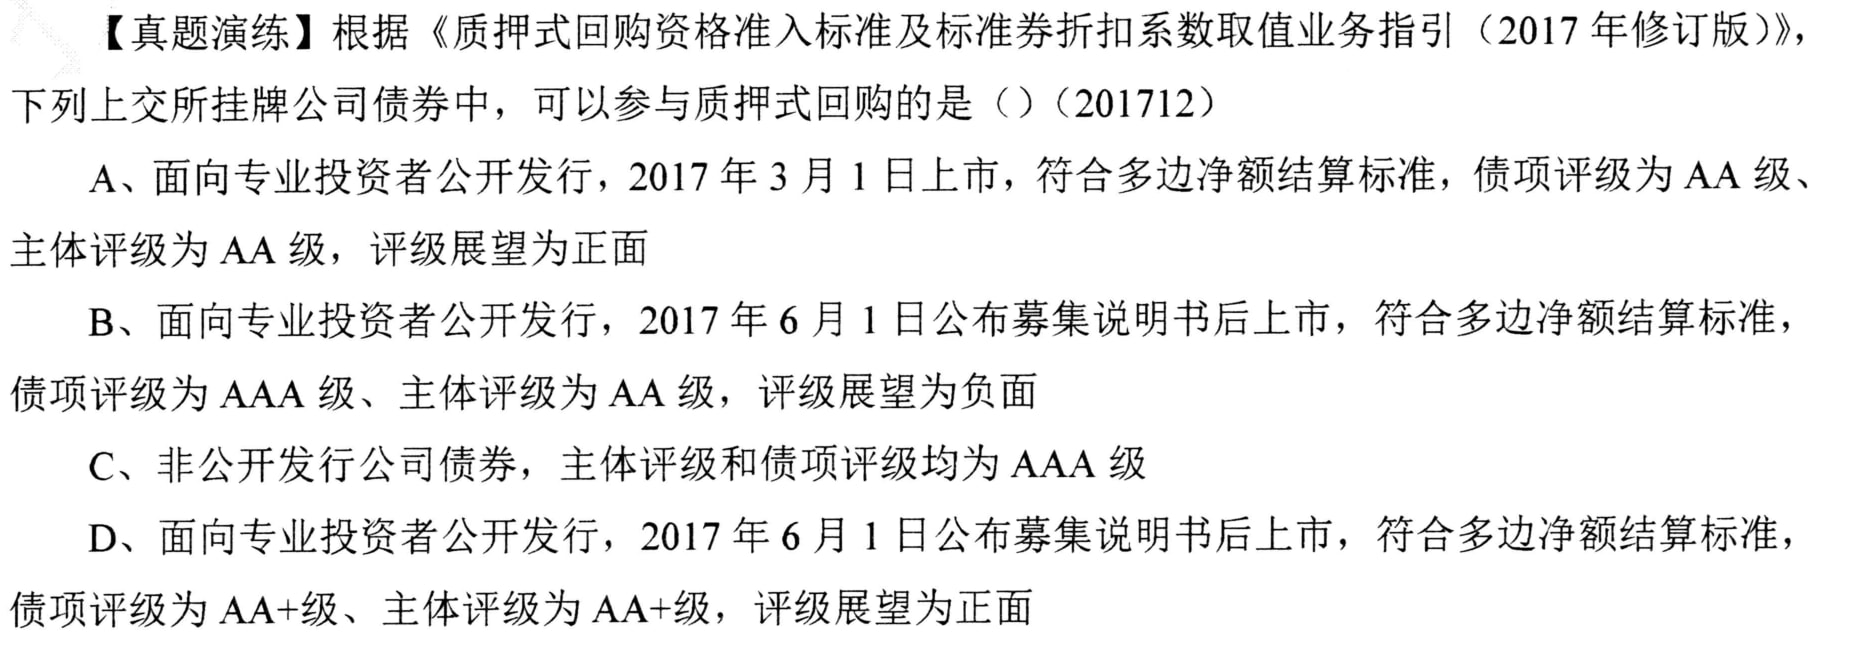 【真题演练】根据《质押式回购资格准入标准及标准券折扣系数取值业务指引（2017 年修订版）》，
下列上交所挂牌公司债券中，可以参与质押式回购的是（）（201712）
A、面向专业投资者公开发行，2017 年 3 月 1 日上市，符合多边净额结算标准，债项评级为 AA 级、
主体评级为 AA 级，评级展望为正面
B、面向专业投资者公开发行，2017 年 6 月 1 日公布募集说明书后上市，符合多边净额结算标准，
债项评级为 AAA 级、主体评级为 AA 级，评级展望为负面
C、非公开发行公司债券，主体评级和债项评级均为 AAA 级
D、面向专业投资者公开发行，2017 年 6 月 1 日公布募集说明书后上市，符合多边净额结算标准，
债项评级为 AA+级、主体评级为 AA+级，评级展望为正面